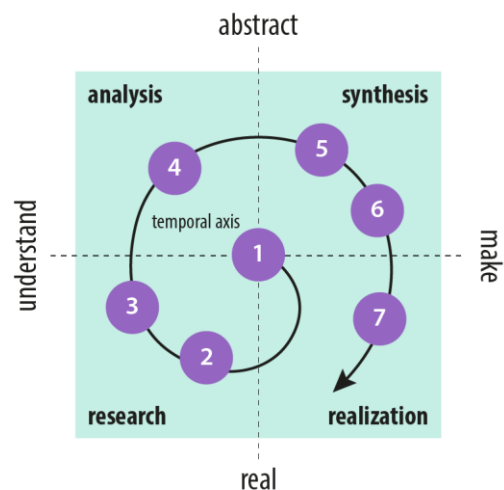 abstract
analysis
synthesis
5
4
6
temporal axis
understand
1
make
3
7
2
research
realization
real